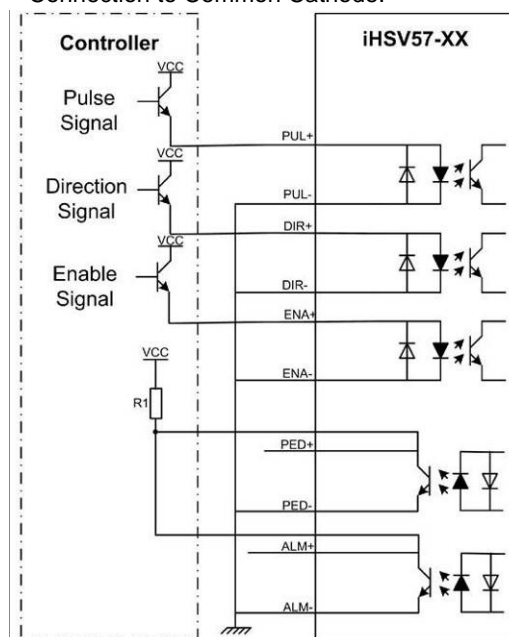 Connection to Common Cathode:
Controller
iHSV57-XX
VCC
Pulse
Signal
PUL+
VCC
PUL-
Direction
Signal
DIR+
VCC
Enable
Signal
DIR-
ENA+
VCC
ENA-
R1
PED+
PED-
ALM+
ALM-